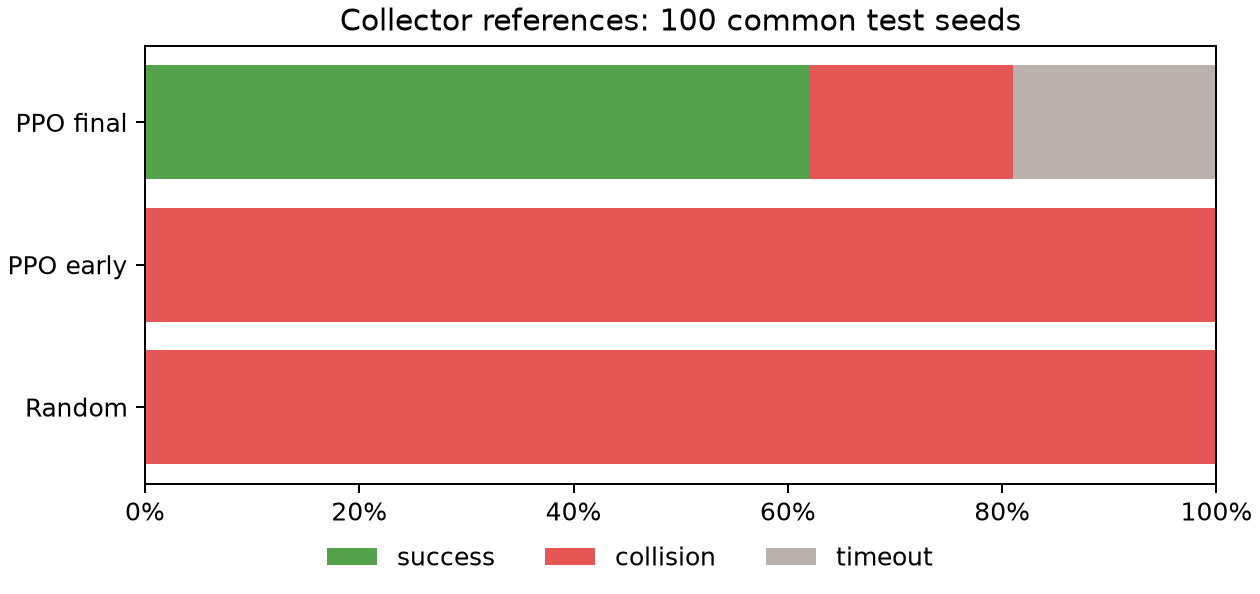 Collector references: 100 common test seeds
PPO final
PPO early
Random
0% 20% 40% 60% 80% 100%
success collision timeout